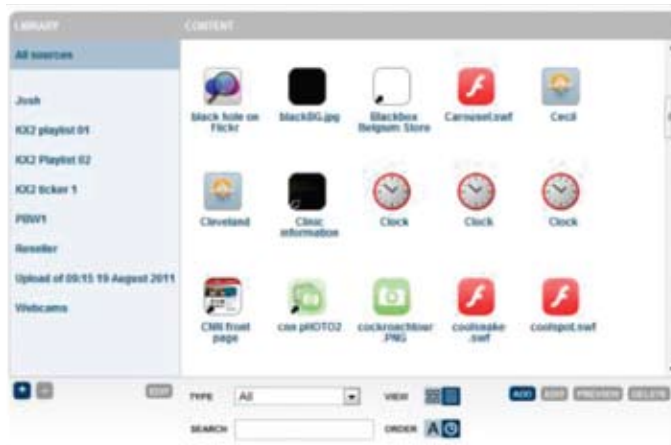 LIBRARY
CONTENT
All sources
Josh
KX2 playlist 01
KX2 Playlist 02
KX2 ticker 1
PBW1
Reseller
Upload of 09:15 19 August 2011
Webcams
black hole on
Flickr
blackBG.jpg
Blackbox
Belgium Store
Carousel.swf
Cecil
Cleveland
Clinic
information
Clock
Clock
Clock
CNN front
page
cnn pHOTO2
cockroachtour
.PNG
coolsnake
.swf
coolspot.swf
EDIT
TYPE
All
VIEW
ADD
EDIT
PREVIEW
DELETE
SEARCH
ORDER
A